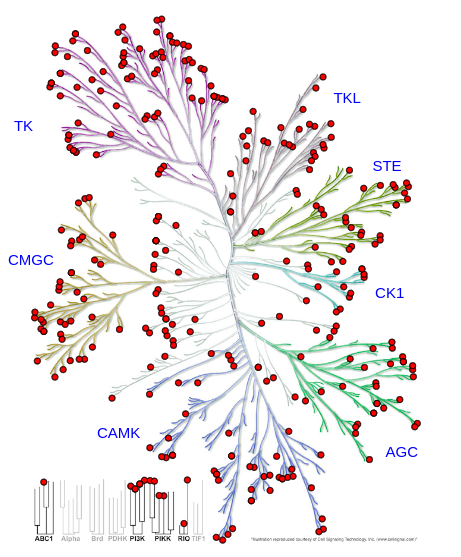 TK
TKL
STE
CMGC
CK1
CAMK
AGC
ABC1 Alpha Brd PDHK PI3K PIKK RIO TIF1
"Illustration reproduced courtesy of Cell Signaling Technology, Inc. (www.cellsignal.com)"